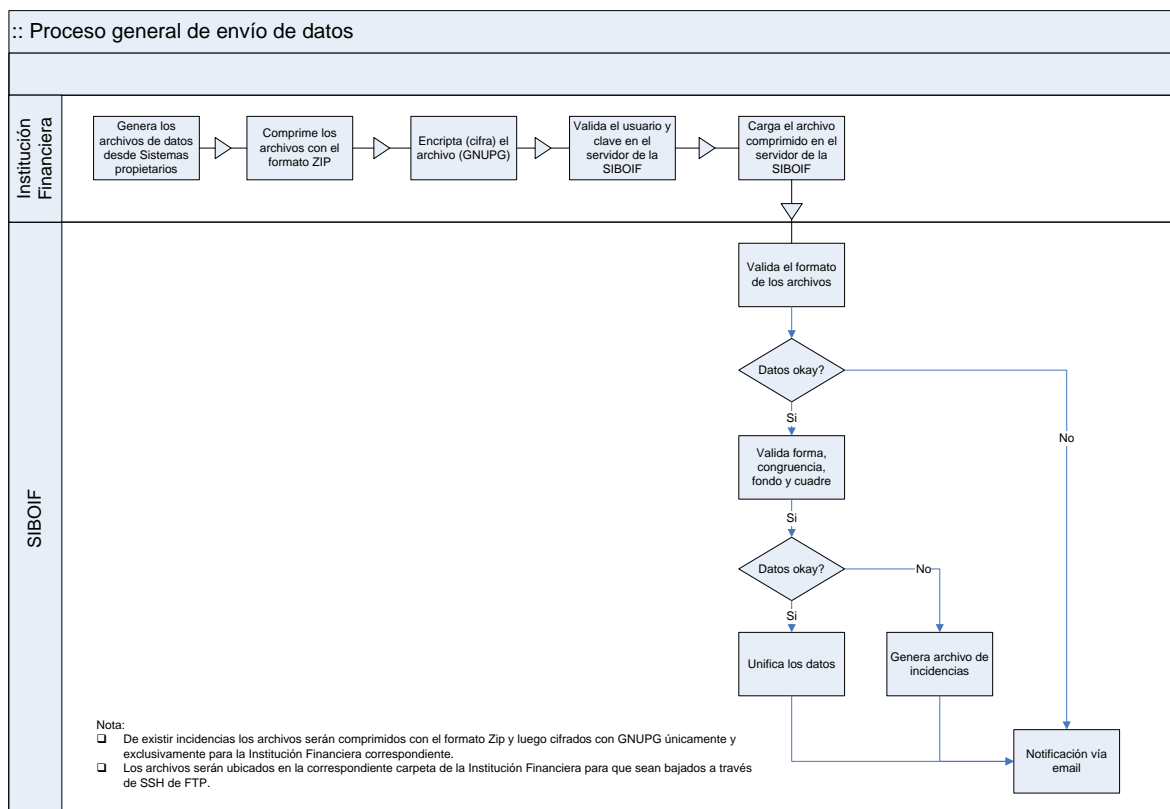 :: Proceso general de envío de datos
Institución
Financiera
Genera los
archivos de datos
desde Sistemas
propietarios
Comprime los
archivos con el
formato ZIP
Encripta (cifra) el
archivo (GNUPG)
Valida el usuario y
clave en el
servidor de la
SIBOIF
Carga el archivo
comprimido en el
servidor de la
SIBOIF
SIBOIF
Valida el formato
de los archivos
Datos okay?
No
Si
Valida forma,
congruencia,
fondo y cuadre
Si
Datos okay?
No
Si
Unifica los datos
Genera archivo de
incidencias
Notificación vía
email
Nota:
❑ De existir incidencias los archivos serán comprimidos con el formato Zip y luego cifrados con GNUPG únicamente y
exclusivamente para la Institución Financiera correspondiente.
❑ Los archivos serán ubicados en la correspondiente carpeta de la Institución Financiera para que sean bajados a través
de SSH de FTP.